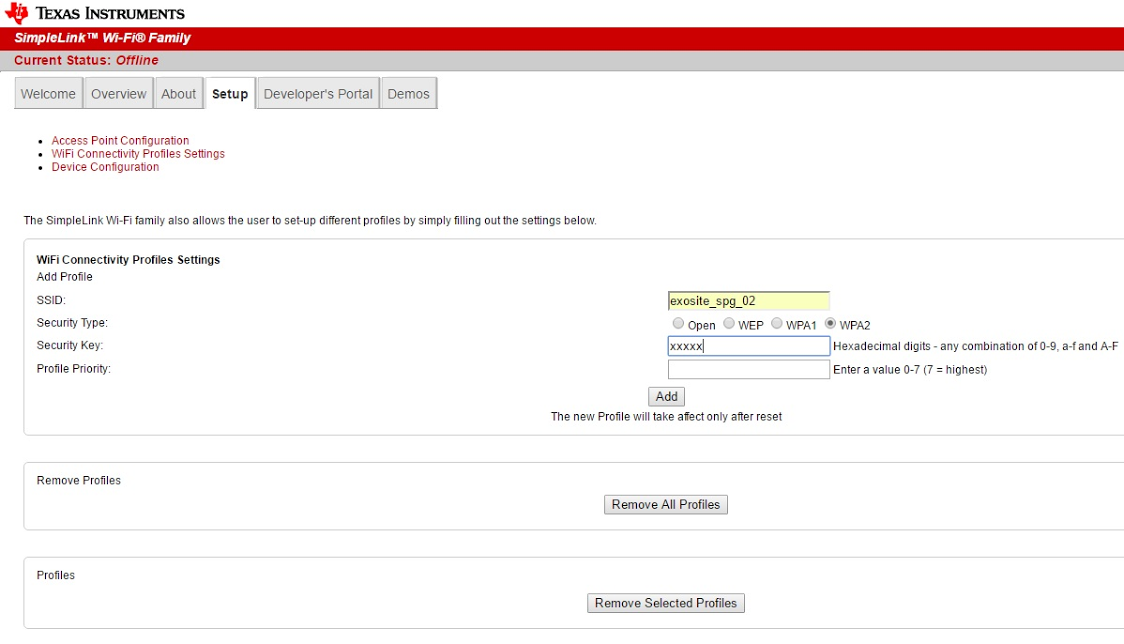 TEXAS INSTRUMENTS
SimpleLink™ Wi-Fi® Family
Current Status: Offline
Welcome Overview About Setup Developer's Portal Demos
Access Point Configuration
WiFi Connectivity Profiles Settings
Device Configuration
The SimpleLink Wi-Fi family also allows the user to set-up different profiles by simply filling out the settings below.
WiFi Connectivity Profiles Settings
Add Profile
SSID: exosite_spg_02
Security Type: Open WEP WPA1 WPA2
Security Key: xxxxx Hexadecimal digits - any combination of 0-9, a-f and A-F
Profile Priority: Enter a value 0-7 (7 = highest)
Add
The new Profile will take affect only after reset
Remove Profiles
Remove All Profiles
Profiles
Remove Selected Profiles